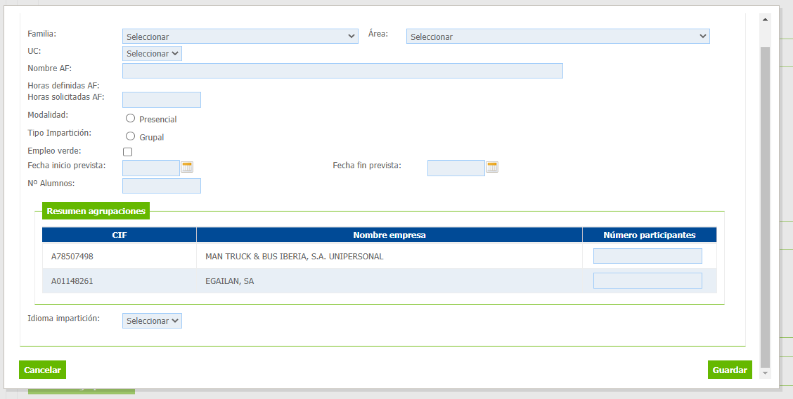 Familia: Seleccionar Área: Seleccionar
UC: Seleccionar
Nombre AF:
Horas definidas AF:
Horas solicitadas AF:
Modalidad: Presencial
Tipo Impartición: Grupal
Empleo verde:
Fecha inicio prevista: Fecha fin prevista:
Nº Alumnos:
Resumen agrupaciones
CIF Nombre empresa Número participantes
A78507498 MAN TRUCK & BUS IBERIA, S.A. UNIPERSONAL
A01148261 EGAILAN, SA
Idioma impartición: Seleccionar
Cancelar Guardar